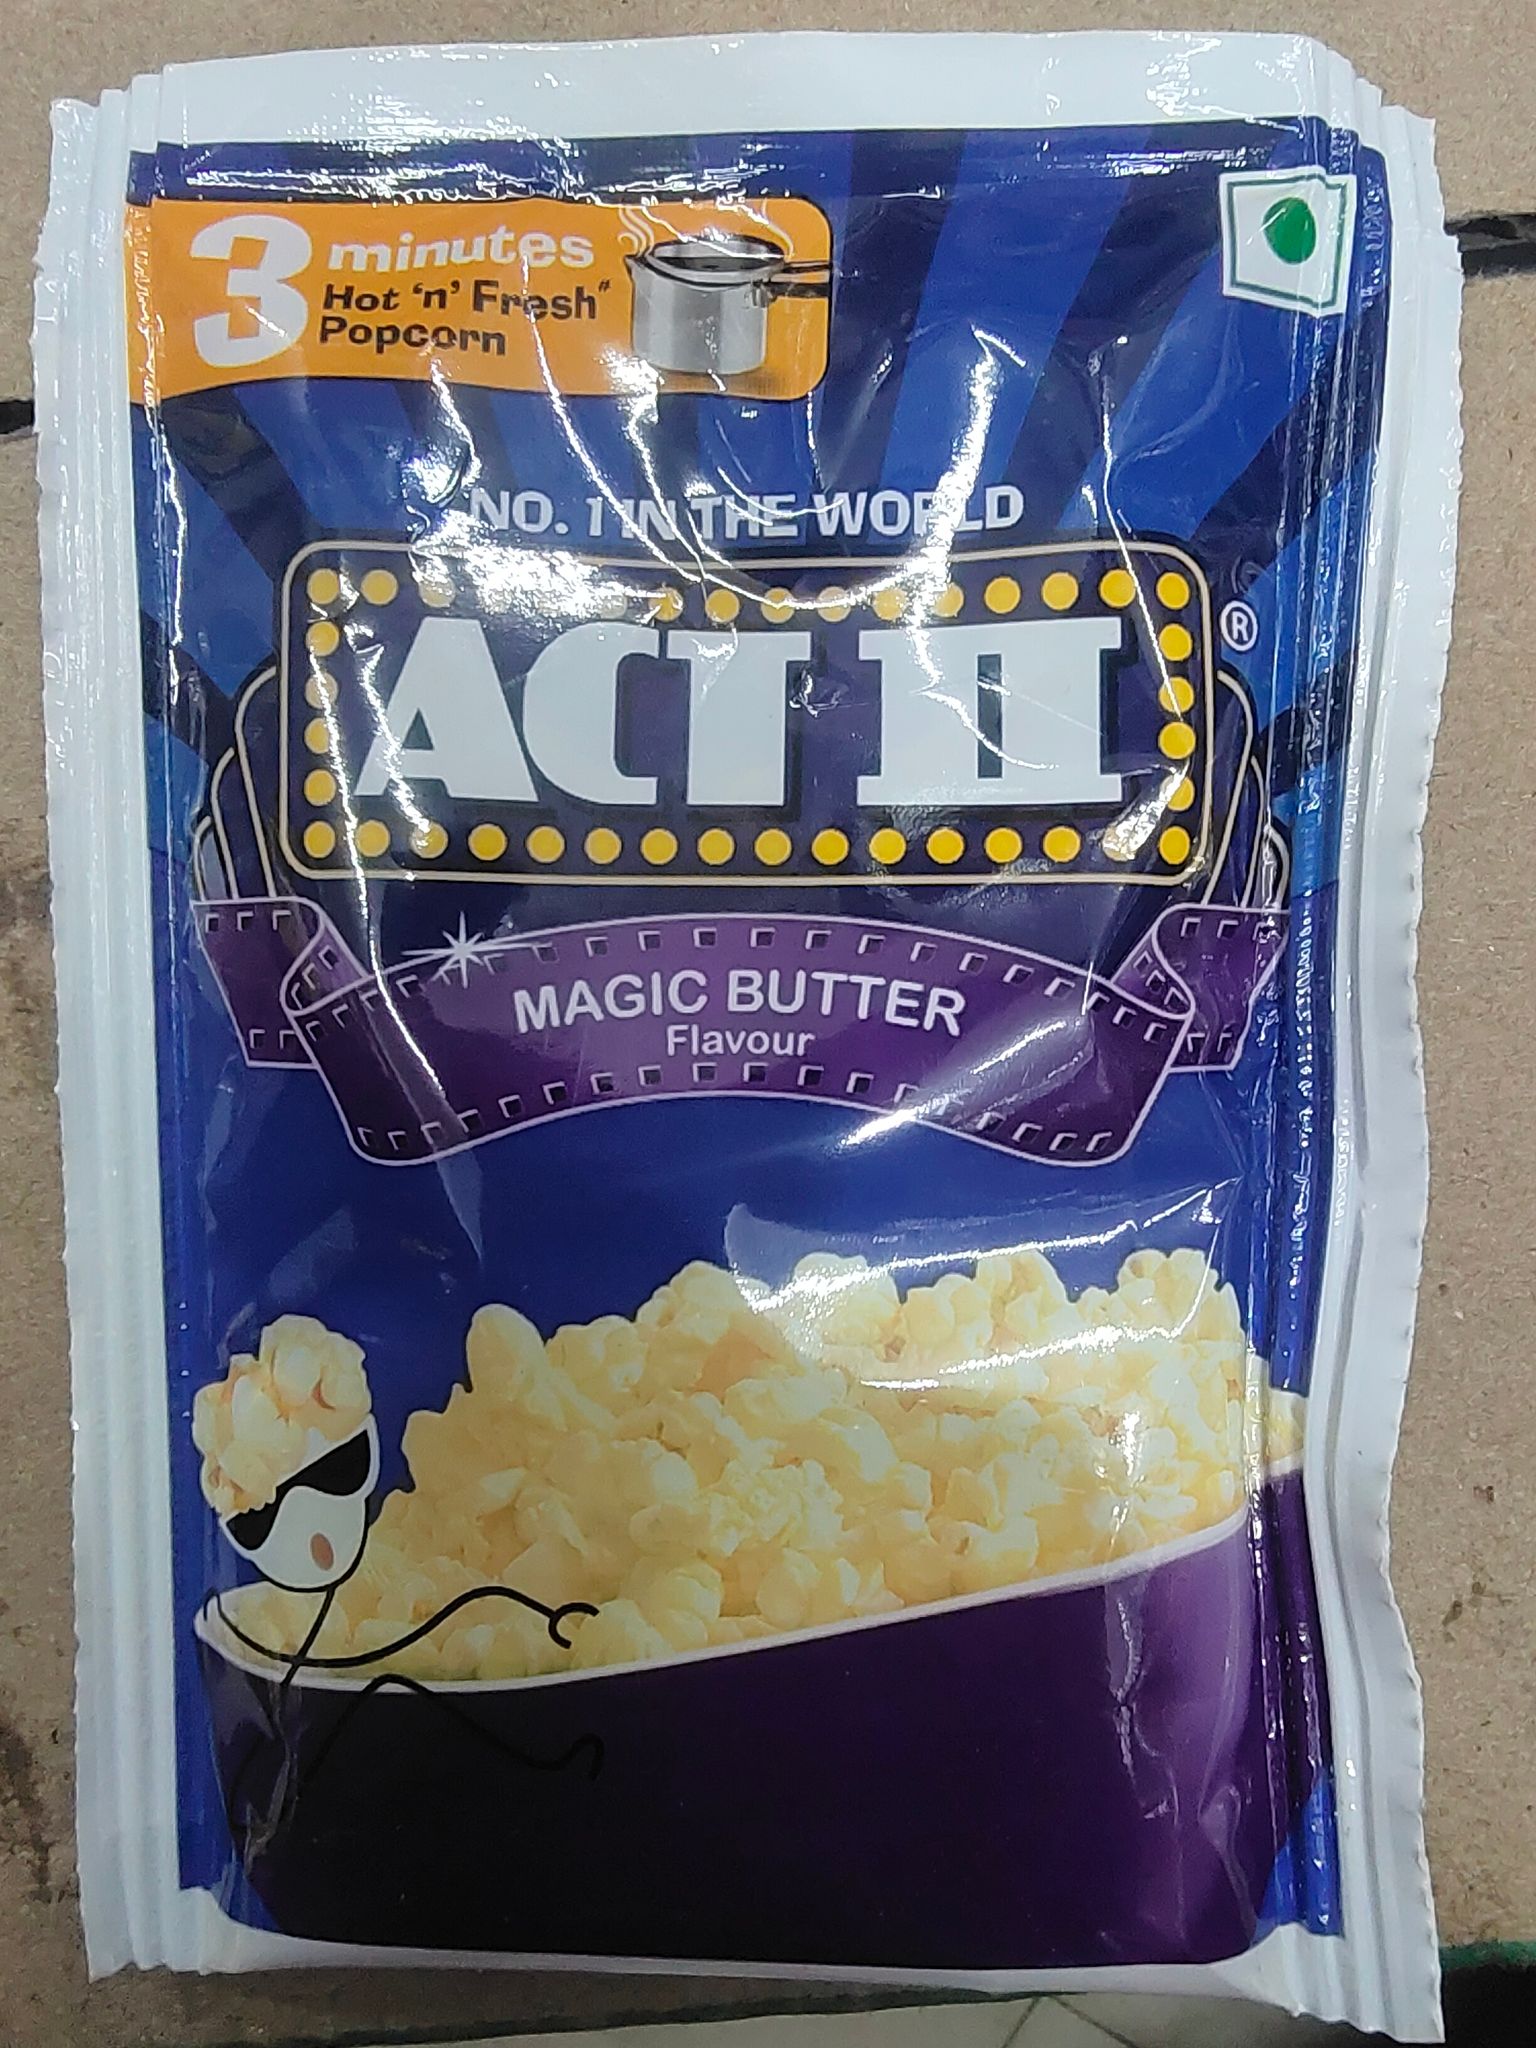 3 minutes
Hot 'n' Fresh#
Popcorn
NO. 1 IN THE WORLD
ACT II®
MAGIC BUTTER
Flavour